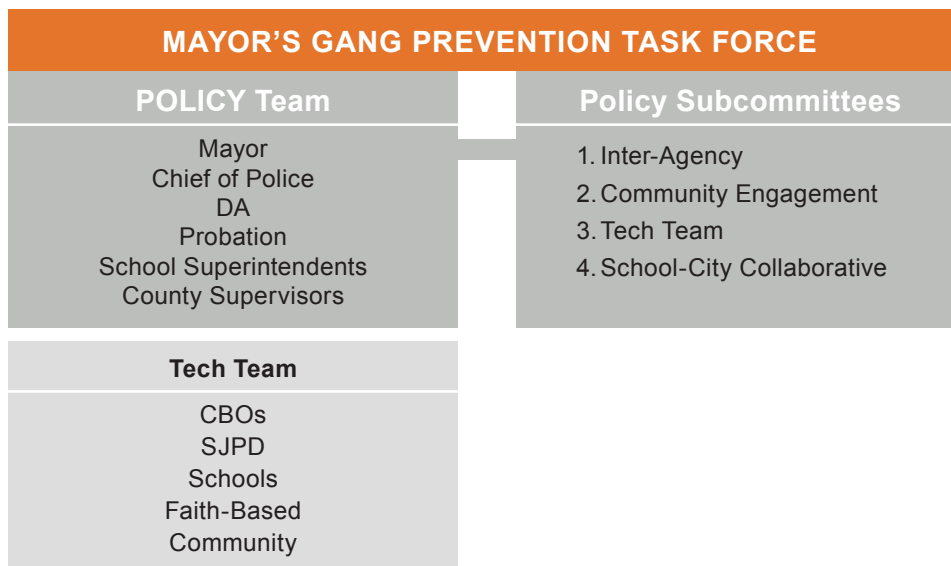 MAYOR’S GANG PREVENTION TASK FORCE
POLICY Team
Mayor
Chief of Police
DA
Probation
School Superintendents
County Supervisors
Policy Subcommittees
1. Inter-Agency
2. Community Engagement
3. Tech Team
4. School-City Collaborative
Tech Team
CBOs
SJPD
Schools
Faith-Based
Community